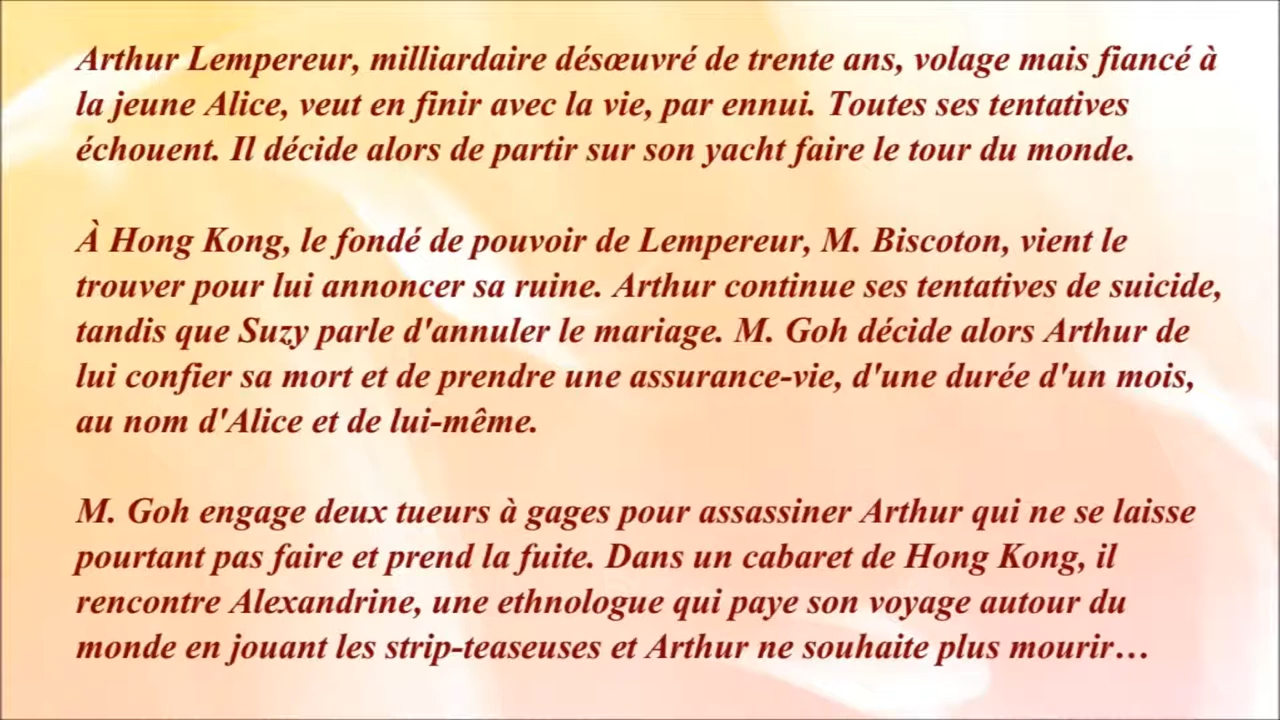 Arthur Lempereur, milliardaire désœuvré de trente ans, volage mais fiancé à
la jeune Alice, veut en finir avec la vie, par ennui. Toutes ses tentatives
échouent. Il décide alors de partir sur son yacht faire le tour du monde.
À Hong Kong, le fondé de pouvoir de Lempereur, M. Biscoton, vient le
trouver pour lui annoncer sa ruine. Arthur continue ses tentatives de suicide,
tandis que Suzy parle d'annuler le mariage. M. Goh décide alors Arthur de
lui confier sa mort et de prendre une assurance-vie, d'une durée d'un mois,
au nom d'Alice et de lui-même.
M. Goh engage deux tueurs à gages pour assassiner Arthur qui ne se laisse
pourtant pas faire et prend la fuite. Dans un cabaret de Hong Kong, il
rencontre Alexandrine, une ethnologue qui paye son voyage autour du
monde en jouant les strip-teaseuses et Arthur ne souhaite plus mourir…